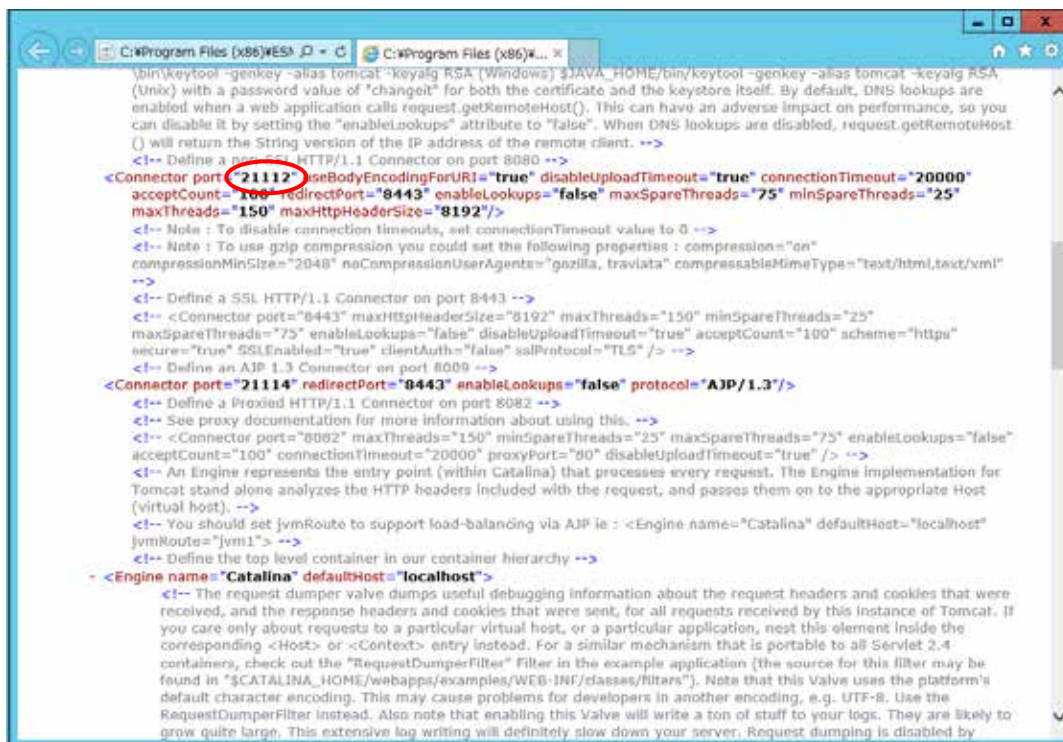 C:¥Program Files (x86)¥ESM
C:¥Program Files (x86)¥... ×
\bin\keytool -genkey -alias tomcat -keyalg RSA (Windows) $JAVA_HOME/bin/keytool -genkey -alias tomcat -keyalg RSA
(Unix) with a password value of "changeit" for both the certificate and the keystore itself. By default, DNS lookups are
enabled when a web application calls request.getRemoteHost(). This can have an adverse impact on performance, so you
can disable it by setting the "enableLookups" attribute to "false". When DNS lookups are disabled, request.getRemoteHost
() will return the String version of the IP address of the remote client. -->
<!-- Define a non-SSL HTTP/1.1 Connector on port 8080 -->
<Connector port="21112" useBodyEncodingForURI="true" disableUploadTimeout="true" connectionTimeout="20000"
acceptCount="100" redirectPort="8443" enableLookups="false" maxSpareThreads="75" minSpareThreads="25"
maxThreads="150" maxHttpHeaderSize="8192"/>
<!-- Note : To disable connection timeouts, set connectionTimeout value to 0 -->
<!-- Note : To use gzip compression you could set the following properties : compression="on"
compressionMinSize="2048" noCompressionUserAgents="gozilla, traviata" compressableMimeType="text/html,text/xml"
-->
<!-- Define a SSL HTTP/1.1 Connector on port 8443 -->
<!-- <Connector port="8443" maxHttpHeaderSize="8192" maxThreads="150" minSpareThreads="25"
maxSpareThreads="75" enableLookups="false" disableUploadTimeout="true" acceptCount="100" scheme="https"
secure="true" SSLEnabled="true" clientAuth="false" sslProtocol="TLS" /> -->
<!-- Define an AJP 1.3 Connector on port 8009 -->
<Connector port="21114" redirectPort="8443" enableLookups="false" protocol="AJP/1.3"/>
<!-- Define a Proxied HTTP/1.1 Connector on port 8082 -->
<!-- See proxy documentation for more information about using this. -->
<!-- <Connector port="8082" maxThreads="150" minSpareThreads="25" maxSpareThreads="75" enableLookups="false"
acceptCount="100" connectionTimeout="20000" proxyPort="80" disableUploadTimeout="true" /> -->
<!-- An Engine represents the entry point (within Catalina) that processes every request. The Engine implementation for
Tomcat stand alone analyzes the HTTP headers included with the request, and passes them on to the appropriate Host
(virtual host). -->
<!-- You should set jvmRoute to support load-balancing via AJP ie : <Engine name="Catalina" defaultHost="localhost"
jvmRoute="jvm1"> -->
<!-- Define the top level container in our container hierarchy -->
- <Engine name="Catalina" defaultHost="localhost">
<!-- The request dumper valve dumps useful debugging information about the request headers and cookies that were
received, and the response headers and cookies that were sent, for all requests received by this instance of Tomcat. If
you care only about requests to a particular virtual host, or a particular application, nest this element inside the
corresponding <Host> or <Context> entry instead. For a similar mechanism that is portable to all Servlet 2.4
containers, check out the "RequestDumperFilter" Filter in the example application (the source for this filter may be
found in "$CATALINA_HOME/webapps/examples/WEB-INF/classes/filters"). Note that this Valve uses the platform's
default character encoding. This may cause problems for developers in another encoding, e.g. UTF-8. Use the
RequestDumperFilter instead. Also note that enabling this Valve will write a ton of stuff to your logs. They are likely to
grow quite large. This extensive log writing will definitely slow down your server. Request dumping is disabled by